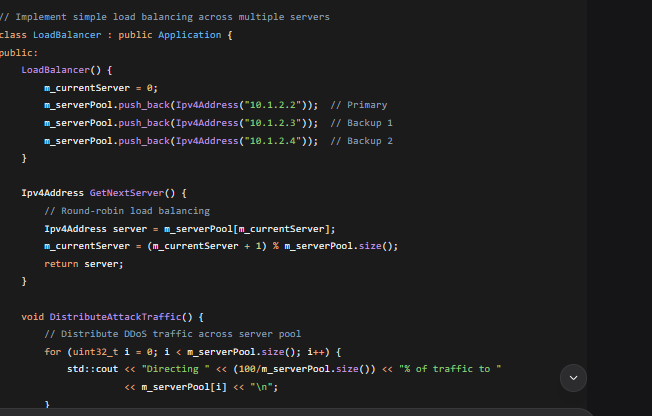 // Implement simple load balancing across multiple servers
class LoadBalancer : public Application {
public:
    LoadBalancer() {
        m_currentServer = 0;
        m_serverPool.push_back(Ipv4Address("10.1.2.2"));  // Primary
        m_serverPool.push_back(Ipv4Address("10.1.2.3"));  // Backup 1
        m_serverPool.push_back(Ipv4Address("10.1.2.4"));  // Backup 2
    }

    Ipv4Address GetNextServer() {
        // Round-robin load balancing
        Ipv4Address server = m_serverPool[m_currentServer];
        m_currentServer = (m_currentServer + 1) % m_serverPool.size();
        return server;
    }

    void DistributeAttackTraffic() {
        // Distribute DDoS traffic across server pool
        for (uint32_t i = 0; i < m_serverPool.size(); i++) {
            std::cout << "Directing " << (100/m_serverPool.size()) << "% of traffic to "
                      << m_serverPool[i] << "\n";
        }